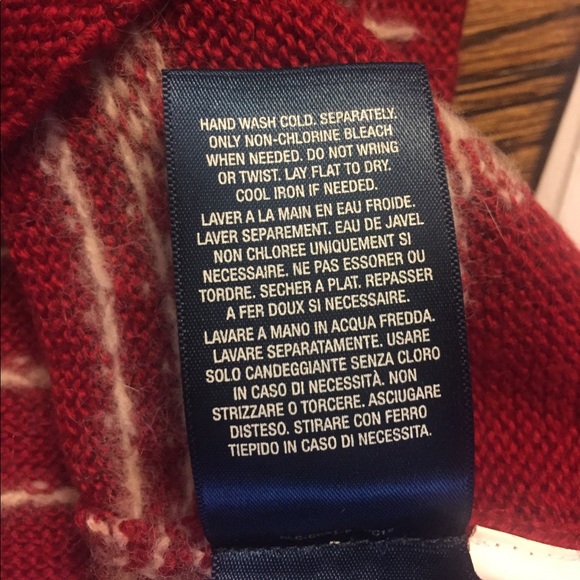 HAND WASH COLD. SEPARATELY.
ONLY NON-CHLORINE BLEACH
WHEN NEEDED. DO NOT WRING
OR TWIST. LAY FLAT TO DRY.
COOL IRON IF NEEDED.
LAVER A LA MAIN EN EAU FROIDE.
LAVER SEPAREMENT. EAU DE JAVEL
NON CHLOREE UNIQUEMENT SI
NECESSAIRE. NE PAS ESSORER OU
TORDRE. SECHER A PLAT. REPASSER
A FER DOUX SI NECESSAIRE.
LAVARE A MANO IN ACQUA FREDDA.
LAVARE SEPARATAMENTE. USARE
SOLO CANDEGGIANTE SENZA CLORO
IN CASO DI NECESSITÀ. NON
STRIZZARE O TORCERE. ASCIUGARE
DISTESO. STIRARE CON FERRO
TIEPIDO IN CASO DI NECESSITA.